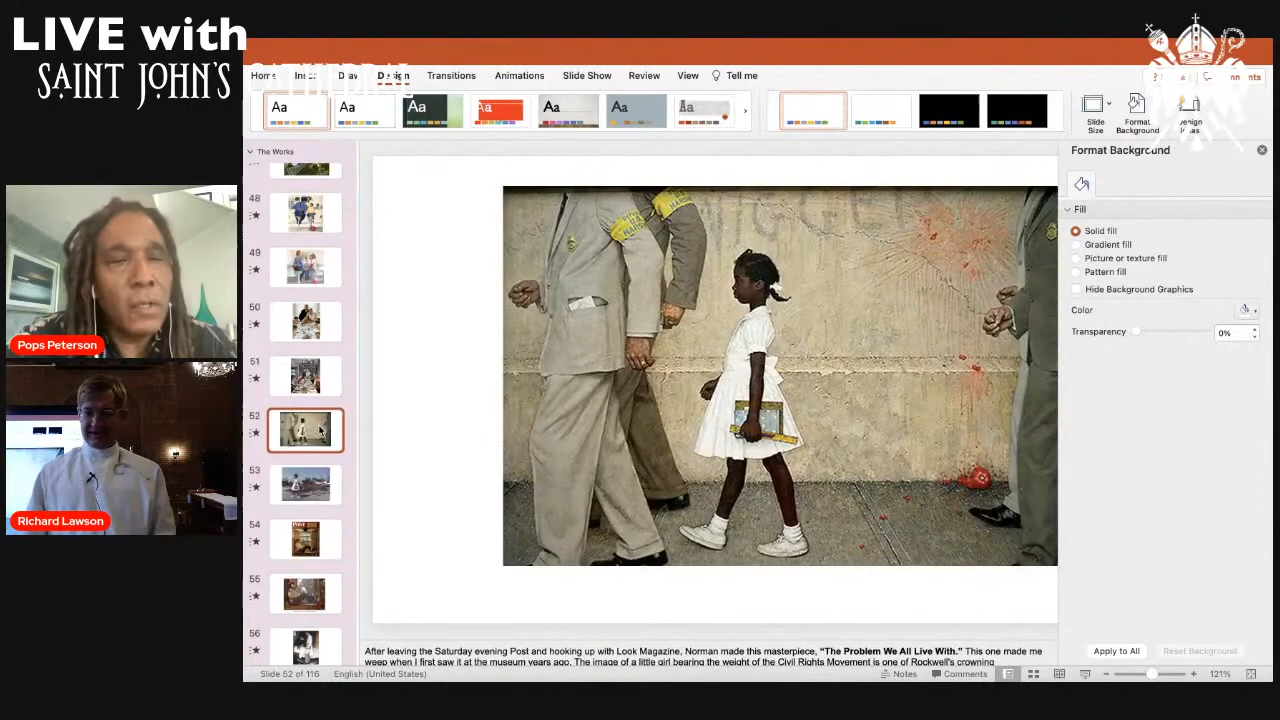 LIVE with
SAINT JOHN'S CATHEDRAL
Home
Draw
Design
Transitions
Animations
Slide Show
Review
View
Tell me
Aa
Aa
Aa
Aa
Aa
Aa
Aa
Slide
Size
Format
Background
The Works
Format Background
48
49
50
51
52
53
54
55
56
POST
Fill
Solid fill
Gradient fill
Picture or texture fill
Pattern fill
Hide Background Graphics
Color
Transparency
0%
Pops Peterson
Richard Lawson
After leaving the Saturday evening Post and hooking up with Look Magazine, Norman made this masterpiece, “The Problem We All Live With.” This one made me
weep when I first saw it at the museum years ago. The image of a little girl bearing the weight of the Civil Rights Movement is one of Rockwell's crowning
Apply to All
Reset Background
Slide 52 of 116
English (United States)
Notes
Comments
121%